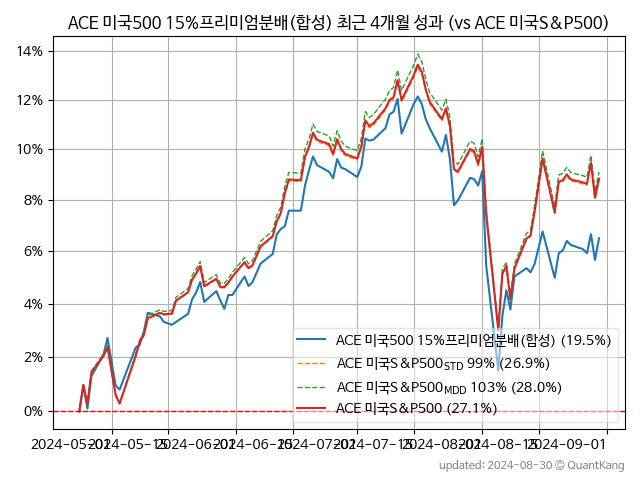 ACE 미국500 15%프리미엄분배(합성) 최근 4개월 성과 (vs ACE 미국S&P500)
14%
12%
10%
8%
6%
4%
2%
0%
ACE 미국500 15%프리미엄분배(합성) (19.5%)
ACE 미국S&P500STD 99% (26.9%)
ACE 미국S&P500MDD 103% (28.0%)
ACE 미국S&P500 (27.1%)
2024-05-01 2024-05-15 2024-06-01 2024-06-15 2024-07-01 2024-07-15 2024-08-01 2024-08-15 2024-09-01
updated: 2024-08-30 © QuantKang